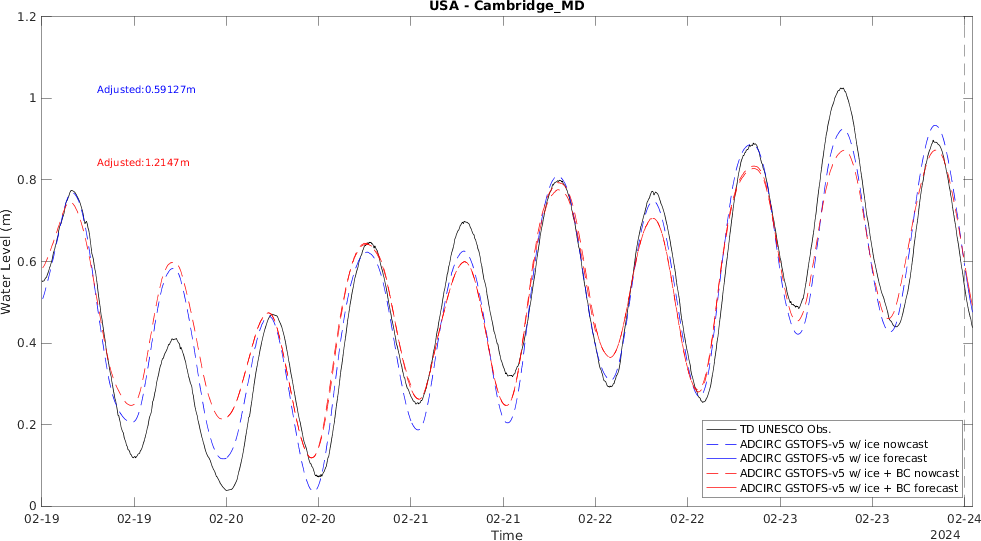 USA - Cambridge_MD
1.2
1
0.8
0.6
0.4
0.2
0
Water Level (m)
Adjusted:0.59127m
Adjusted:1.2147m
TD UNESCO Obs.
ADCIRC GSTOFS-v5 w/ ice nowcast
ADCIRC GSTOFS-v5 w/ ice forecast
ADCIRC GSTOFS-v5 w/ ice + BC nowcast
ADCIRC GSTOFS-v5 w/ ice + BC forecast
02-19 02-19 02-20 02-20 02-21 02-21 02-22 02-22 02-23 02-23 02-24
Time
2024